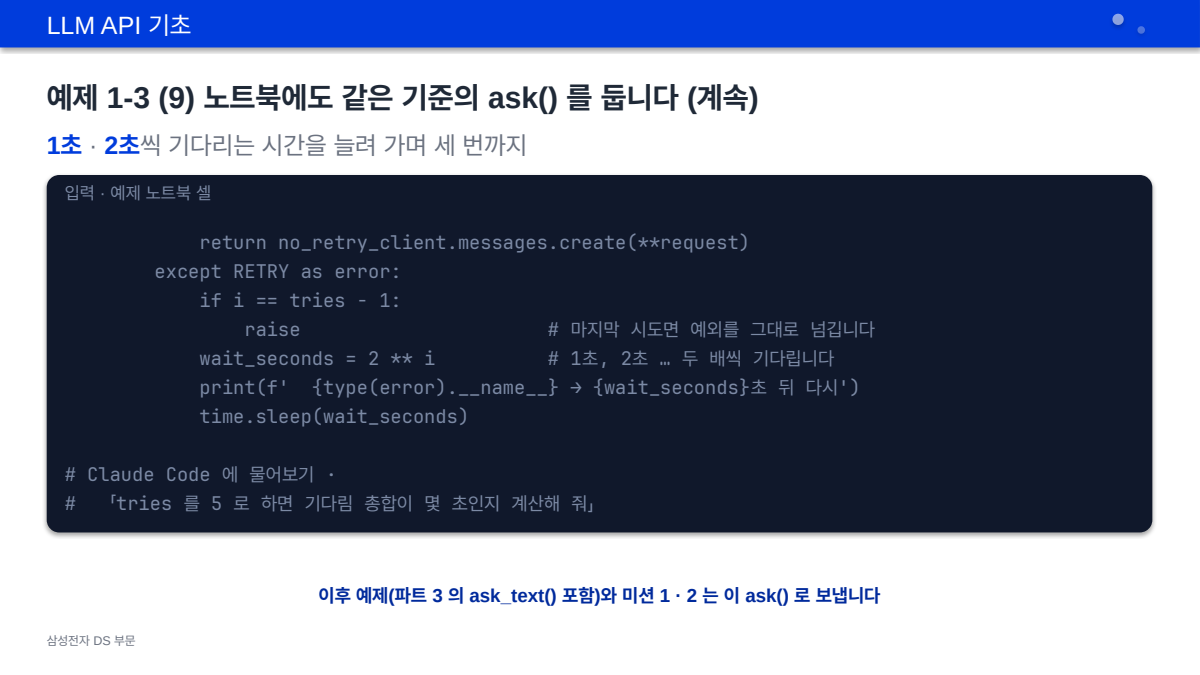 LLM API 기초
예제 1-3 (9) 노트북에도 같은 기준의 ask() 를 둡니다 (계속)
1초 · 2초씩 기다리는 시간을 늘려 가며 세 번까지
입력 · 예제 노트북 셀
            return no_retry_client.messages.create(**request)
        except RETRY as error:
            if i == tries - 1:
                raise                      # 마지막 시도면 예외를 그대로 넘깁니다
            wait_seconds = 2 ** i          # 1초, 2초 … 두 배씩 기다립니다
            print(f'  {type(error).__name__} → {wait_seconds}초 뒤 다시')
            time.sleep(wait_seconds)
# Claude Code 에 물어보기 ·
#   「tries 를 5 로 하면 기다림 총합이 몇 초인지 계산해 줘」
이후 예제(파트 3 의 ask_text() 포함)와 미션 1 · 2 는 이 ask() 로 보냅니다
삼성전자 DS 부문